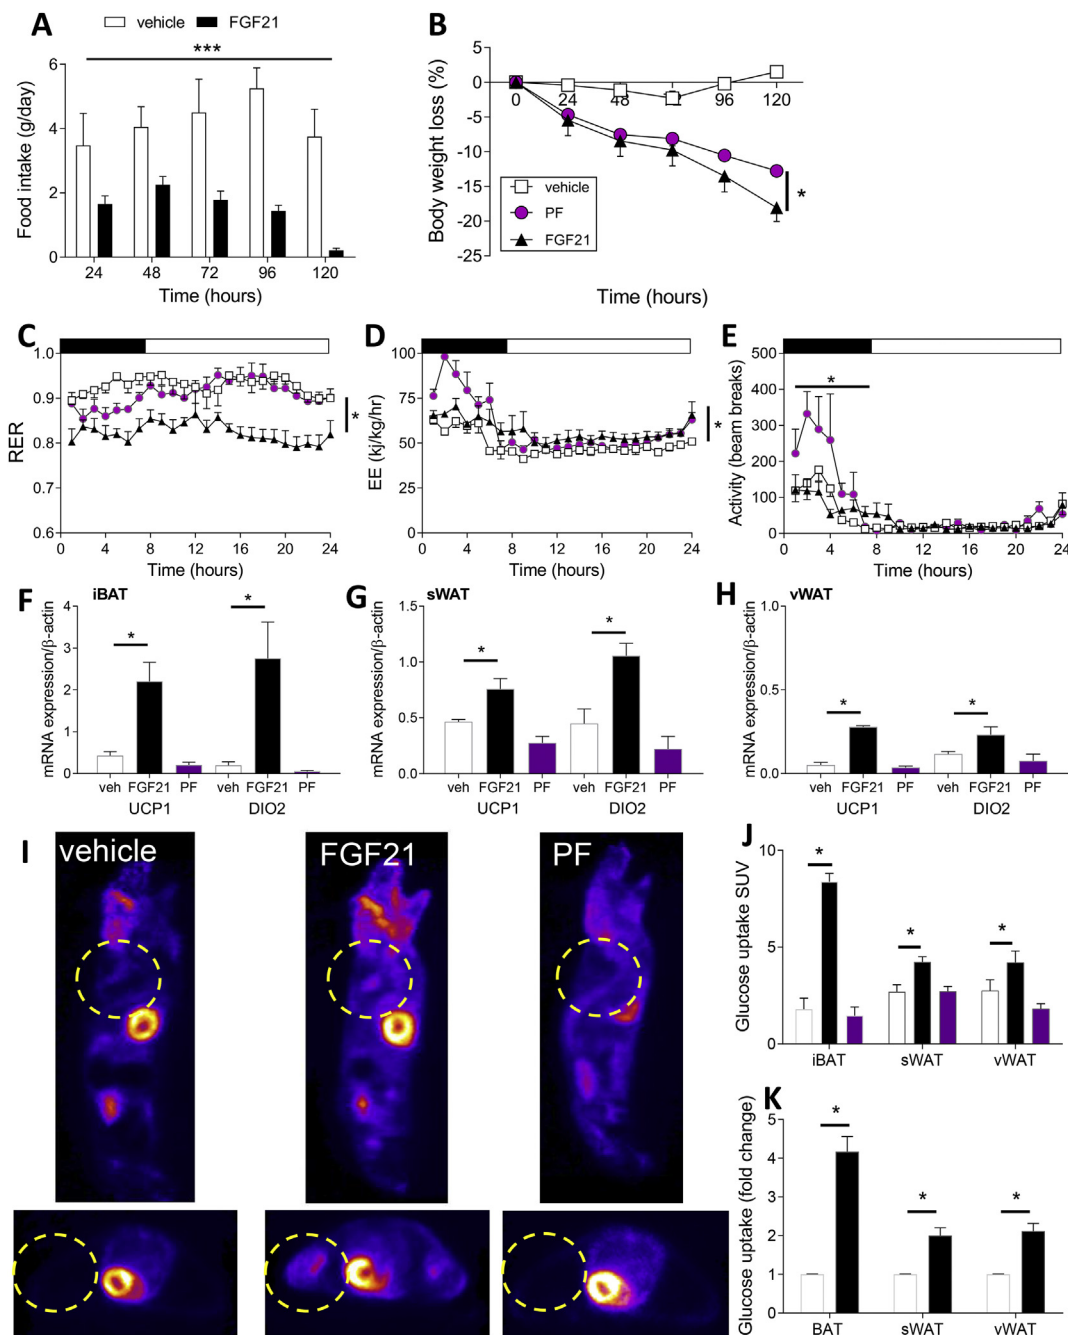 A
vehicle FGF21
***
Food intake (g/day)
6
4
2
0
24 48 72 96 120
Time (hours)
B
Body weight loss (%)
5
0
-5
-10
-15
-20
-25
0 24 48 96 120
vehicle
PF
FGF21
*
Time (hours)
C
RER
1.0
0.9
0.8
0.7
0.6
*
0 4 8 12 16 20 24
Time (hours)
D
EE (kj/kg/hr)
100
75
50
25
0
*
0 4 8 12 16 20 24
Time (hours)
E
Activity (beam breaks)
500
400
300
200
100
0
*
0 4 8 12 16 20 24
Time (hours)
F
iBAT
mRNA expression/β-actin
4
3
2
1
0
* *
veh FGF21 PF veh FGF21 PF
UCP1 DIO2
G
sWAT
mRNA expression/β-actin
1.5
1.0
0.5
0.0
* *
veh FGF21 PF veh FGF21 PF
UCP1 DIO2
H
vWAT
mRNA expression/β-actin
1.0
0.5
0.0
* *
veh FGF21 PF veh FGF21 PF
UCP1 DIO2
I
vehicle FGF21 PF
J
Glucose uptake SUV
10
5
0
* * *
iBAT sWAT vWAT
K
Glucose uptake (fold change)
5
4
3
2
1
0
* * *
BAT sWAT vWAT